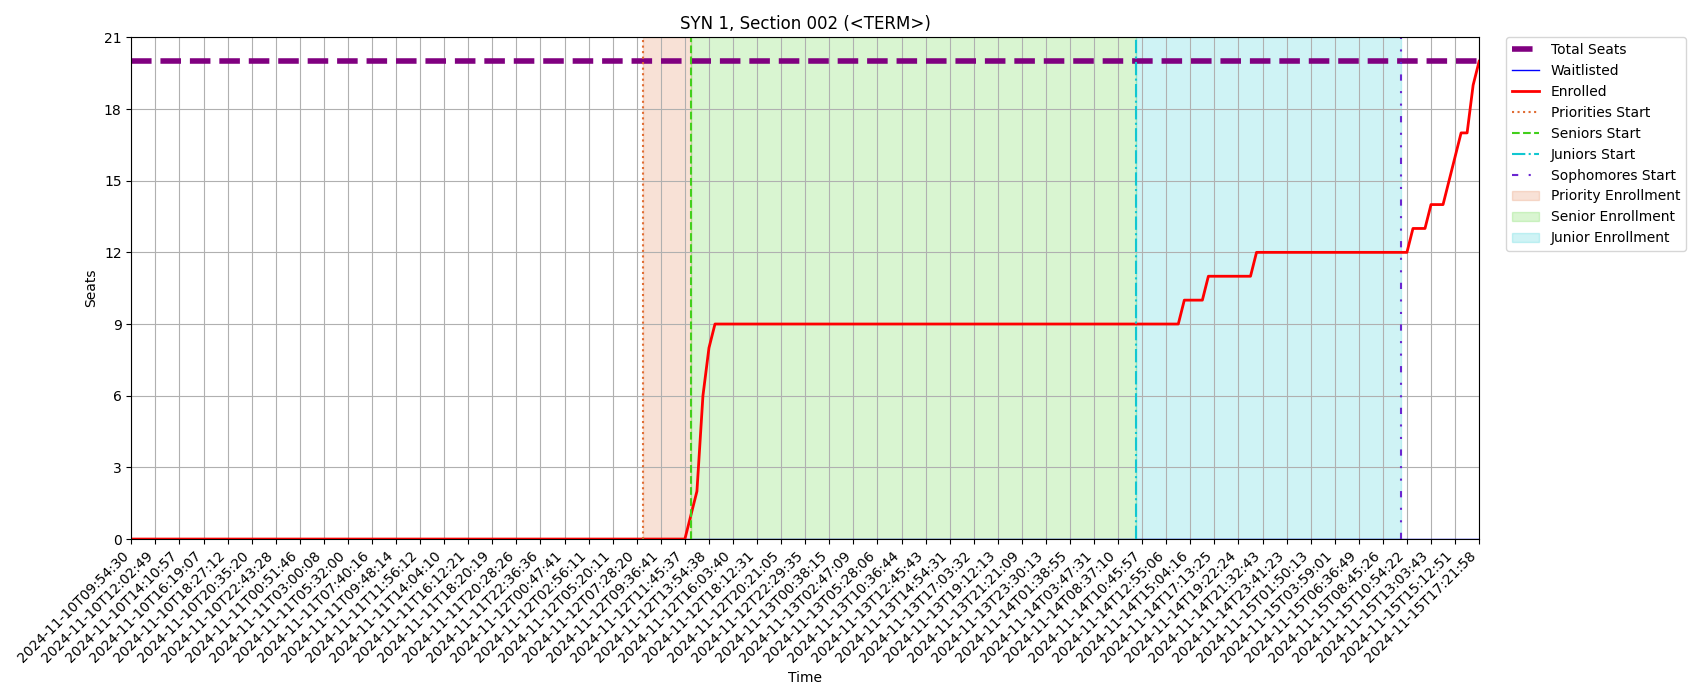 SYN 1, Section 002 (<TERM>)
21
18
15
12
9
6
3
0
Seats
2024-11-10T09:54:30
2024-11-10T12:02:49
2024-11-10T14:10:57
2024-11-10T16:19:07
2024-11-10T18:27:12
2024-11-10T20:35:20
2024-11-10T22:43:28
2024-11-11T00:51:46
2024-11-11T03:00:08
2024-11-11T05:32:00
2024-11-11T07:40:16
2024-11-11T09:48:14
2024-11-11T11:56:12
2024-11-11T14:04:10
2024-11-11T16:12:21
2024-11-11T18:20:19
2024-11-11T20:28:26
2024-11-11T22:36:36
2024-11-12T00:47:41
2024-11-12T02:56:11
2024-11-12T05:20:11
2024-11-12T07:28:20
2024-11-12T09:36:41
2024-11-12T11:45:37
2024-11-12T13:54:38
2024-11-12T16:03:40
2024-11-12T18:12:31
2024-11-12T20:21:05
2024-11-12T22:29:35
2024-11-13T00:38:15
2024-11-13T02:47:09
2024-11-13T05:28:06
2024-11-13T10:36:44
2024-11-13T12:45:43
2024-11-13T14:54:31
2024-11-13T17:03:32
2024-11-13T19:12:13
2024-11-13T21:21:09
2024-11-13T23:30:13
2024-11-14T01:38:55
2024-11-14T03:47:31
2024-11-14T08:37:10
2024-11-14T10:45:57
2024-11-14T12:55:06
2024-11-14T15:04:16
2024-11-14T17:13:25
2024-11-14T19:22:24
2024-11-14T21:32:43
2024-11-14T23:41:23
2024-11-15T01:50:13
2024-11-15T03:59:01
2024-11-15T06:36:49
2024-11-15T08:45:26
2024-11-15T10:54:22
2024-11-15T13:03:43
2024-11-15T15:12:51
2024-11-15T17:21:58
Time
Total Seats
Waitlisted
Enrolled
Priorities Start
Seniors Start
Juniors Start
Sophomores Start
Priority Enrollment
Senior Enrollment
Junior Enrollment